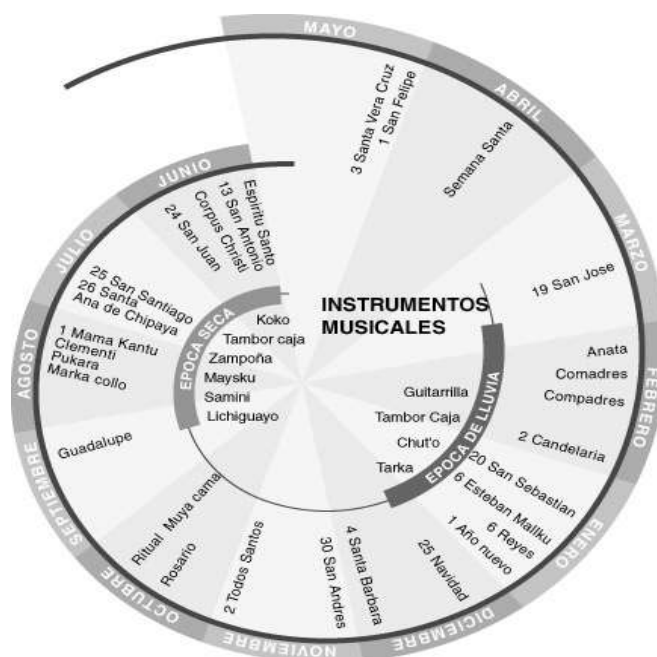 MAYO
ABRIL
MARZO
FEBRERO
ENERO
DICIEMBRE
NOVIEMBRE
OCTUBRE
SEPTIEMBRE
AGOSTO
JULIO
JUNIO
3 Santa Vera Cruz
1 San Felipe
Semana Santa
19 San Jose
Anata
Comadres
Compadres
2 Candelaria
20 San Sebastian
6 Esteban Mallku
6 Reyes
1 Año nuevo
25 Navidad
4 Santa Barbara
30 San Andres
2 Todos Santos
Rosario
Ritual Muya cama
Guadalupe
1 Mama Kantu
Clementi
Pukara
Marka collo
25 San Santiago
26 Santa
Ana de Chipaya
24 San Juan
Corpus Christi
13 San Antonio
Espiritu Santo
INSTRUMENTOS
MUSICALES
EPOCA SECA
Koko
Tambor caja
Zampoña
Maysku
Samini
Lichiguayo
EPOCA DE LLUVIA
Guitarrilla
Tambor Caja
Chut'o
Tarka